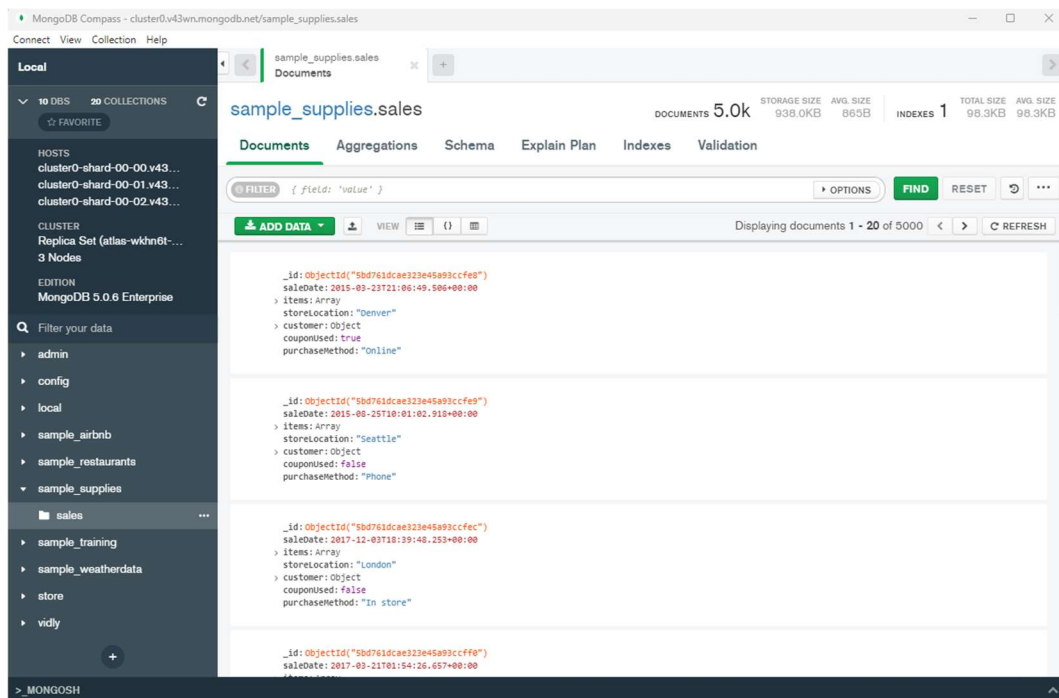 MongoDB Compass - cluster0.v43wn.mongodb.net/sample_supplies.sales
Connect View Collection Help
Local
10 DBS 20 COLLECTIONS
☆ FAVORITE
HOSTS
cluster0-shard-00-00.v43...
cluster0-shard-00-01.v43...
cluster0-shard-00-02.v43...
CLUSTER
Replica Set (atlas-wkhn6t-...
3 Nodes
EDITION
MongoDB 5.0.6 Enterprise
Filter your data
admin
config
local
sample_airbnb
sample_restaurants
sample_supplies
sales
sample_training
sample_weatherdata
store
vidly
>_MONGOSH
sample_supplies.sales
Documents
sample_supplies.sales
DOCUMENTS 5.0k
STORAGE SIZE 938.0KB
AVG. SIZE 865B
INDEXES 1
TOTAL SIZE 98.3KB
AVG. SIZE 98.3KB
Documents Aggregations Schema Explain Plan Indexes Validation
FILTER { field: 'value' } OPTIONS FIND RESET
ADD DATA VIEW {} Displaying documents 1 - 20 of 5000 REFRESH
_id: ObjectId("5bd761dcae323e45a93ccfe8")
saleDate: 2015-03-23T21:06:49.506+00:00
items: Array
storeLocation: "Denver"
customer: Object
couponUsed: true
purchaseMethod: "Online"
_id: ObjectId("5bd761dcae323e45a93ccfe9")
saleDate: 2015-08-25T10:01:02.918+00:00
items: Array
storeLocation: "Seattle"
customer: Object
couponUsed: false
purchaseMethod: "Phone"
_id: ObjectId("5bd761dcae323e45a93ccfec")
saleDate: 2017-12-03T18:39:48.253+00:00
items: Array
storeLocation: "London"
customer: Object
couponUsed: false
purchaseMethod: "In store"
_id: ObjectId("5bd761dcae323e45a93ccff0")
saleDate: 2017-03-21T01:54:26.657+00:00